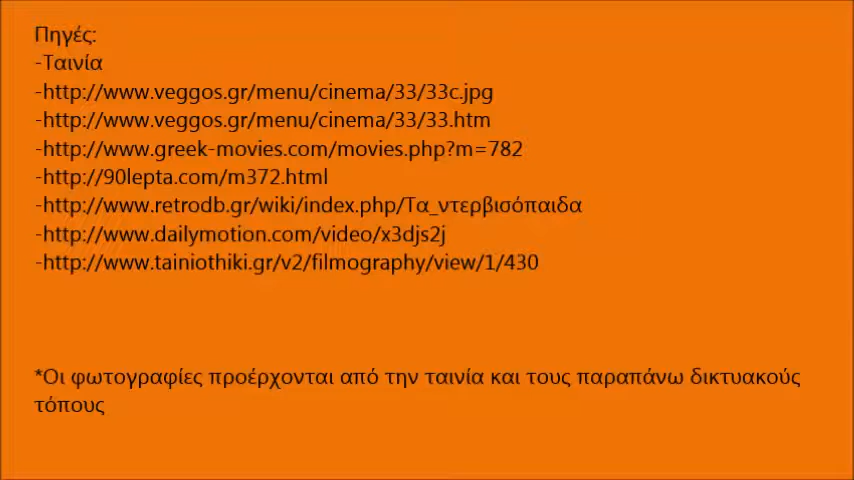 Πηγές:
-Ταινία
-http://www.veggos.gr/menu/cinema/33/33c.jpg
-http://www.veggos.gr/menu/cinema/33/33.htm
-http://www.greek-movies.com/movies.php?m=782
-http://90lepta.com/m372.html
-http://www.retrodb.gr/wiki/index.php/Τα_ντερβισόπαιδα
-http://www.dailymotion.com/video/x3djs2j
-http://www.tainiothiki.gr/v2/filmography/view/1/430
*Οι φωτογραφίες προέρχονται από την ταινία και τους παραπάνω δικτυακούς
τόπους